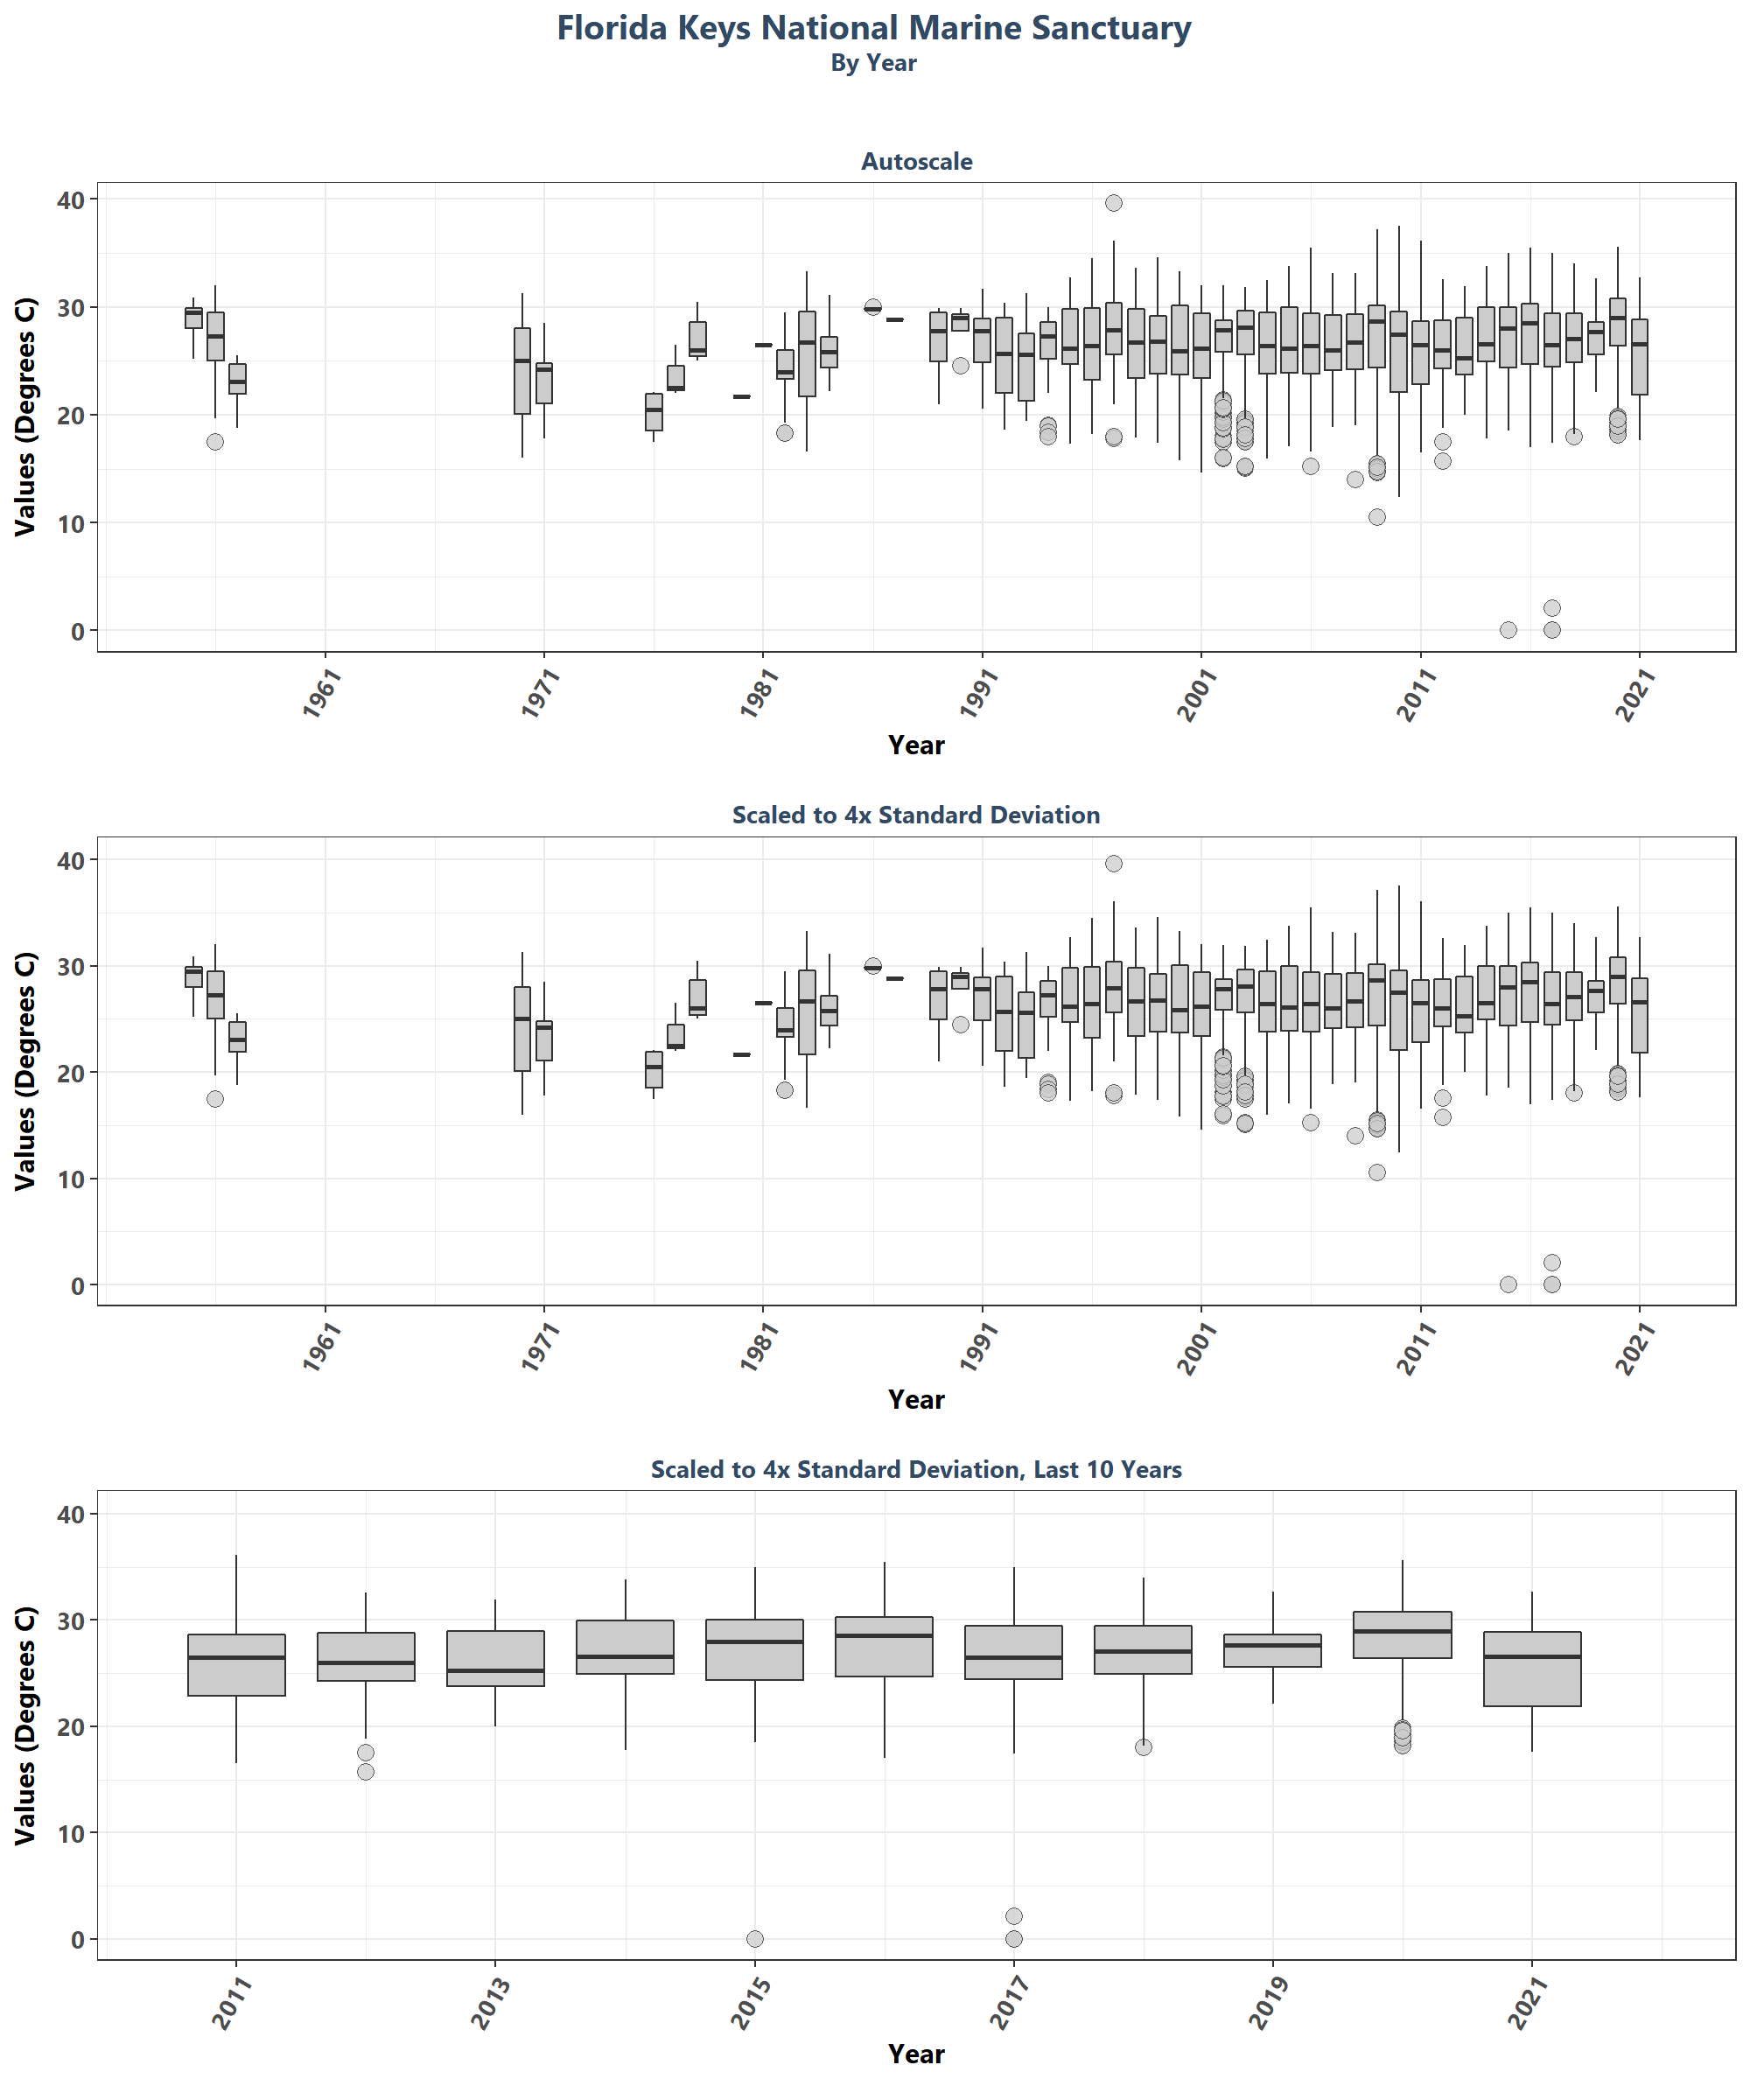 Florida Keys National Marine Sanctuary
By Year
Autoscale
Values (Degrees C)
40
30
20
10
0
1961 1971 1981 1991 2001 2011 2021
Year
Scaled to 4x Standard Deviation
Values (Degrees C)
40
30
20
10
0
1961 1971 1981 1991 2001 2011 2021
Year
Scaled to 4x Standard Deviation, Last 10 Years
Values (Degrees C)
40
30
20
10
0
2011 2013 2015 2017 2019 2021
Year